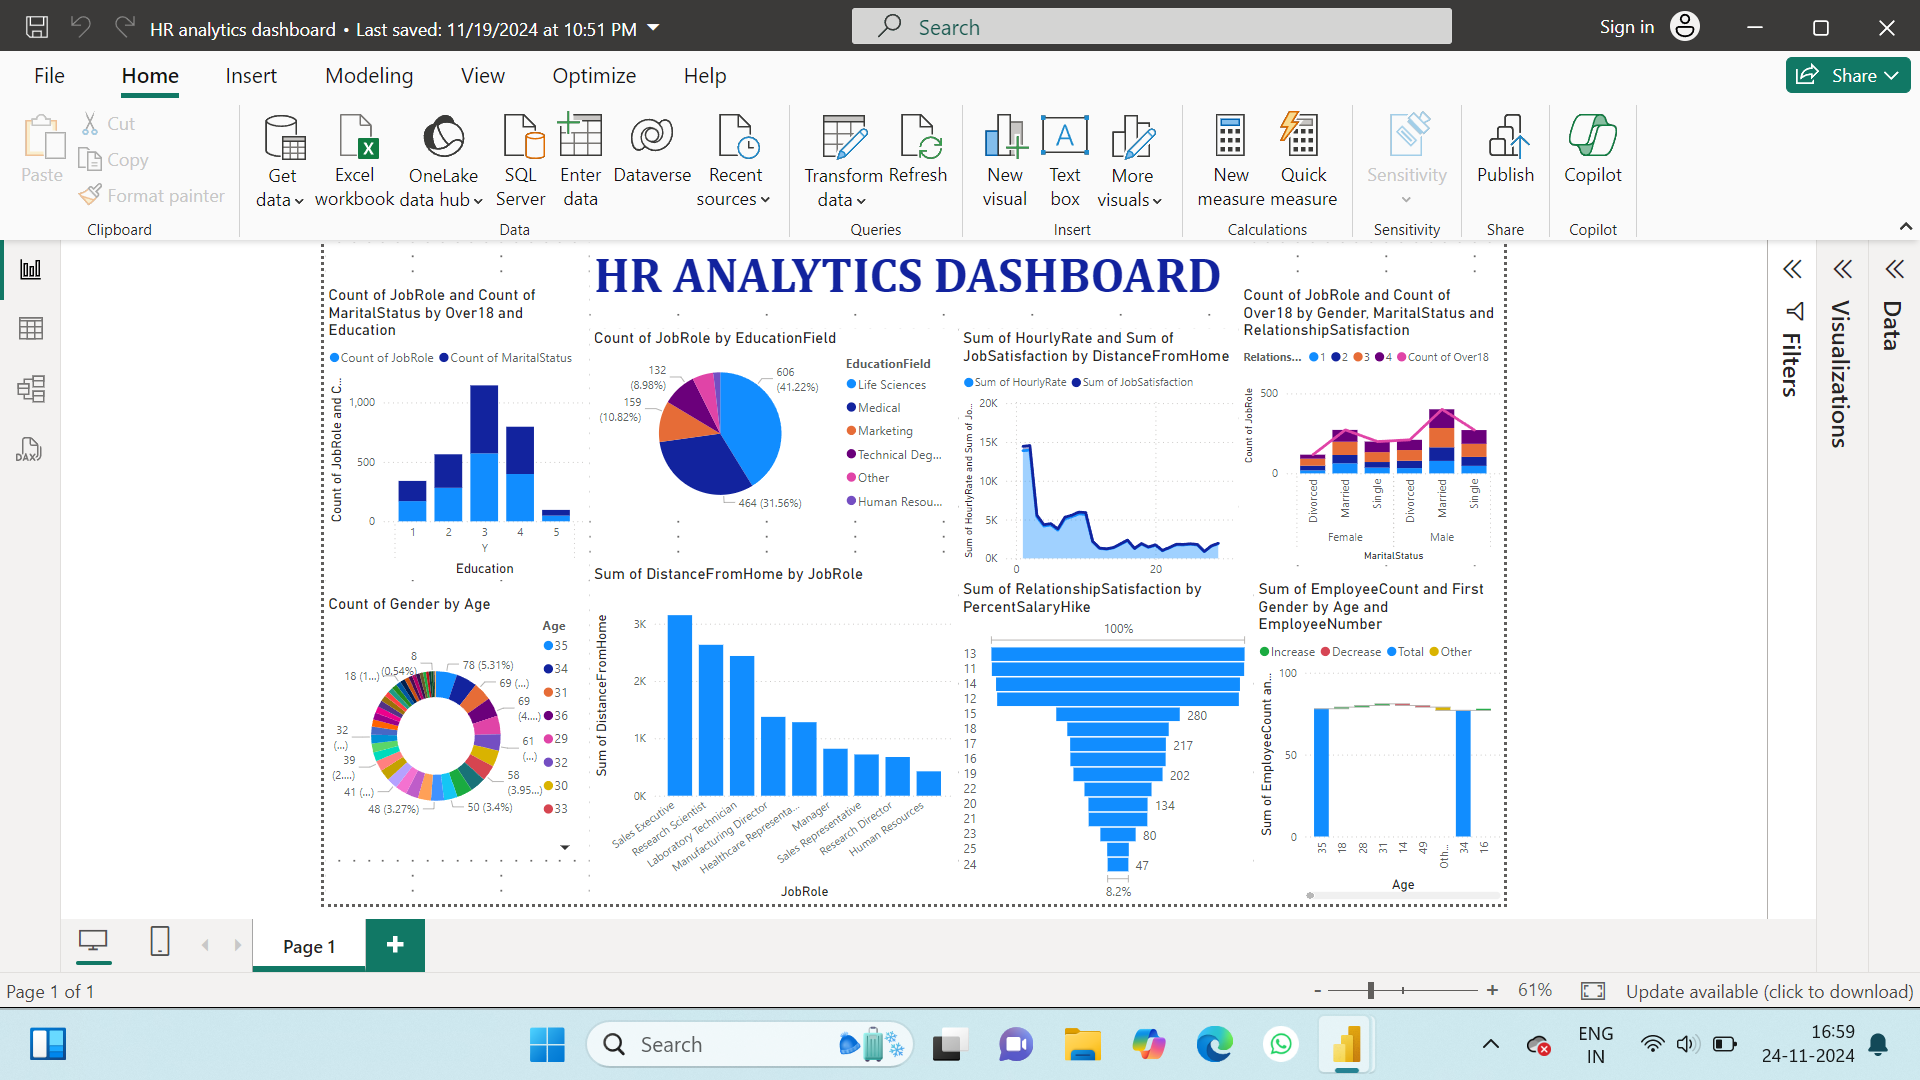 HR analytics dashboard • Last saved: 11/19/2024 at 10:51 PM
Search
Sign in
File
Home
Insert
Modeling
View
Optimize
Help
Share
Paste
Cut
Copy
Format painter
Clipboard
Get data
Excel workbook
OneLake data hub
SQL Server
Enter data
Dataverse
Recent sources
Data
Transform data
Refresh
Queries
New visual
Text box
More visuals
Insert
New measure
Quick measure
Calculations
Sensitivity
Sensitivity
Publish
Share
Copilot
Copilot
DAX
HR ANALYTICS DASHBOARD
Count of JobRole and Count of
MaritalStatus by Over18 and
Education
Count of JobRole Count of MaritalStatus
Count of JobRole and C...
1,000
500
0
1 2 3 4 5
Y
Education
Count of JobRole by EducationField
132
(8.98%)
159
(10.82%)
606
(41.22%)
464 (31.56%)
EducationField
Life Sciences
Medical
Marketing
Technical Deg...
Other
Human Resou...
Sum of HourlyRate and Sum of
JobSatisfaction by DistanceFromHome
Sum of HourlyRate Sum of JobSatisfaction
Sum of HourlyRate and Sum of Jo...
20K
15K
10K
5K
0K
0 20
Count of JobRole and Count of
Over18 by Gender, MaritalStatus and
RelationshipSatisfaction
Relations... 1 2 3 4 Count of Over18
Count of JobRole
500
0
Divorced Married Single Divorced Married Single
Female Male
MaritalStatus
Count of Gender by Age
8
(0.54%)
18 (1...)
78 (5.31%)
69 (...)
69
(4....)
61
(...)
58
(3.95...)
50 (3.4%)
48 (3.27%)
41 (...)
39
(2....)
32
(...)
Age
35
34
31
36
29
32
30
33
Sum of DistanceFromHome by JobRole
Sum of DistanceFromHome
3K
2K
1K
0K
Sales Executive
Research Scientist
Laboratory Technician
Manufacturing Director
Healthcare Representa...
Manager
Sales Representative
Research Director
Human Resources
JobRole
Sum of RelationshipSatisfaction by
PercentSalaryHike
100%
13
11
14
12
15 280
18
17 217
16
19 202
22
20 134
21
23 80
25
24 47
8.2%
Sum of EmployeeCount and First
Gender by Age and
EmployeeNumber
Increase Decrease Total Other
Sum of EmployeeCount an...
100
50
0
35 18 28 31 14 49 Oth... 34 16
Age
Filters
Visualizations
Data
Page 1
Page 1 of 1
- + 61%
Update available (click to download)
Search
ENG
IN
16:59
24-11-2024